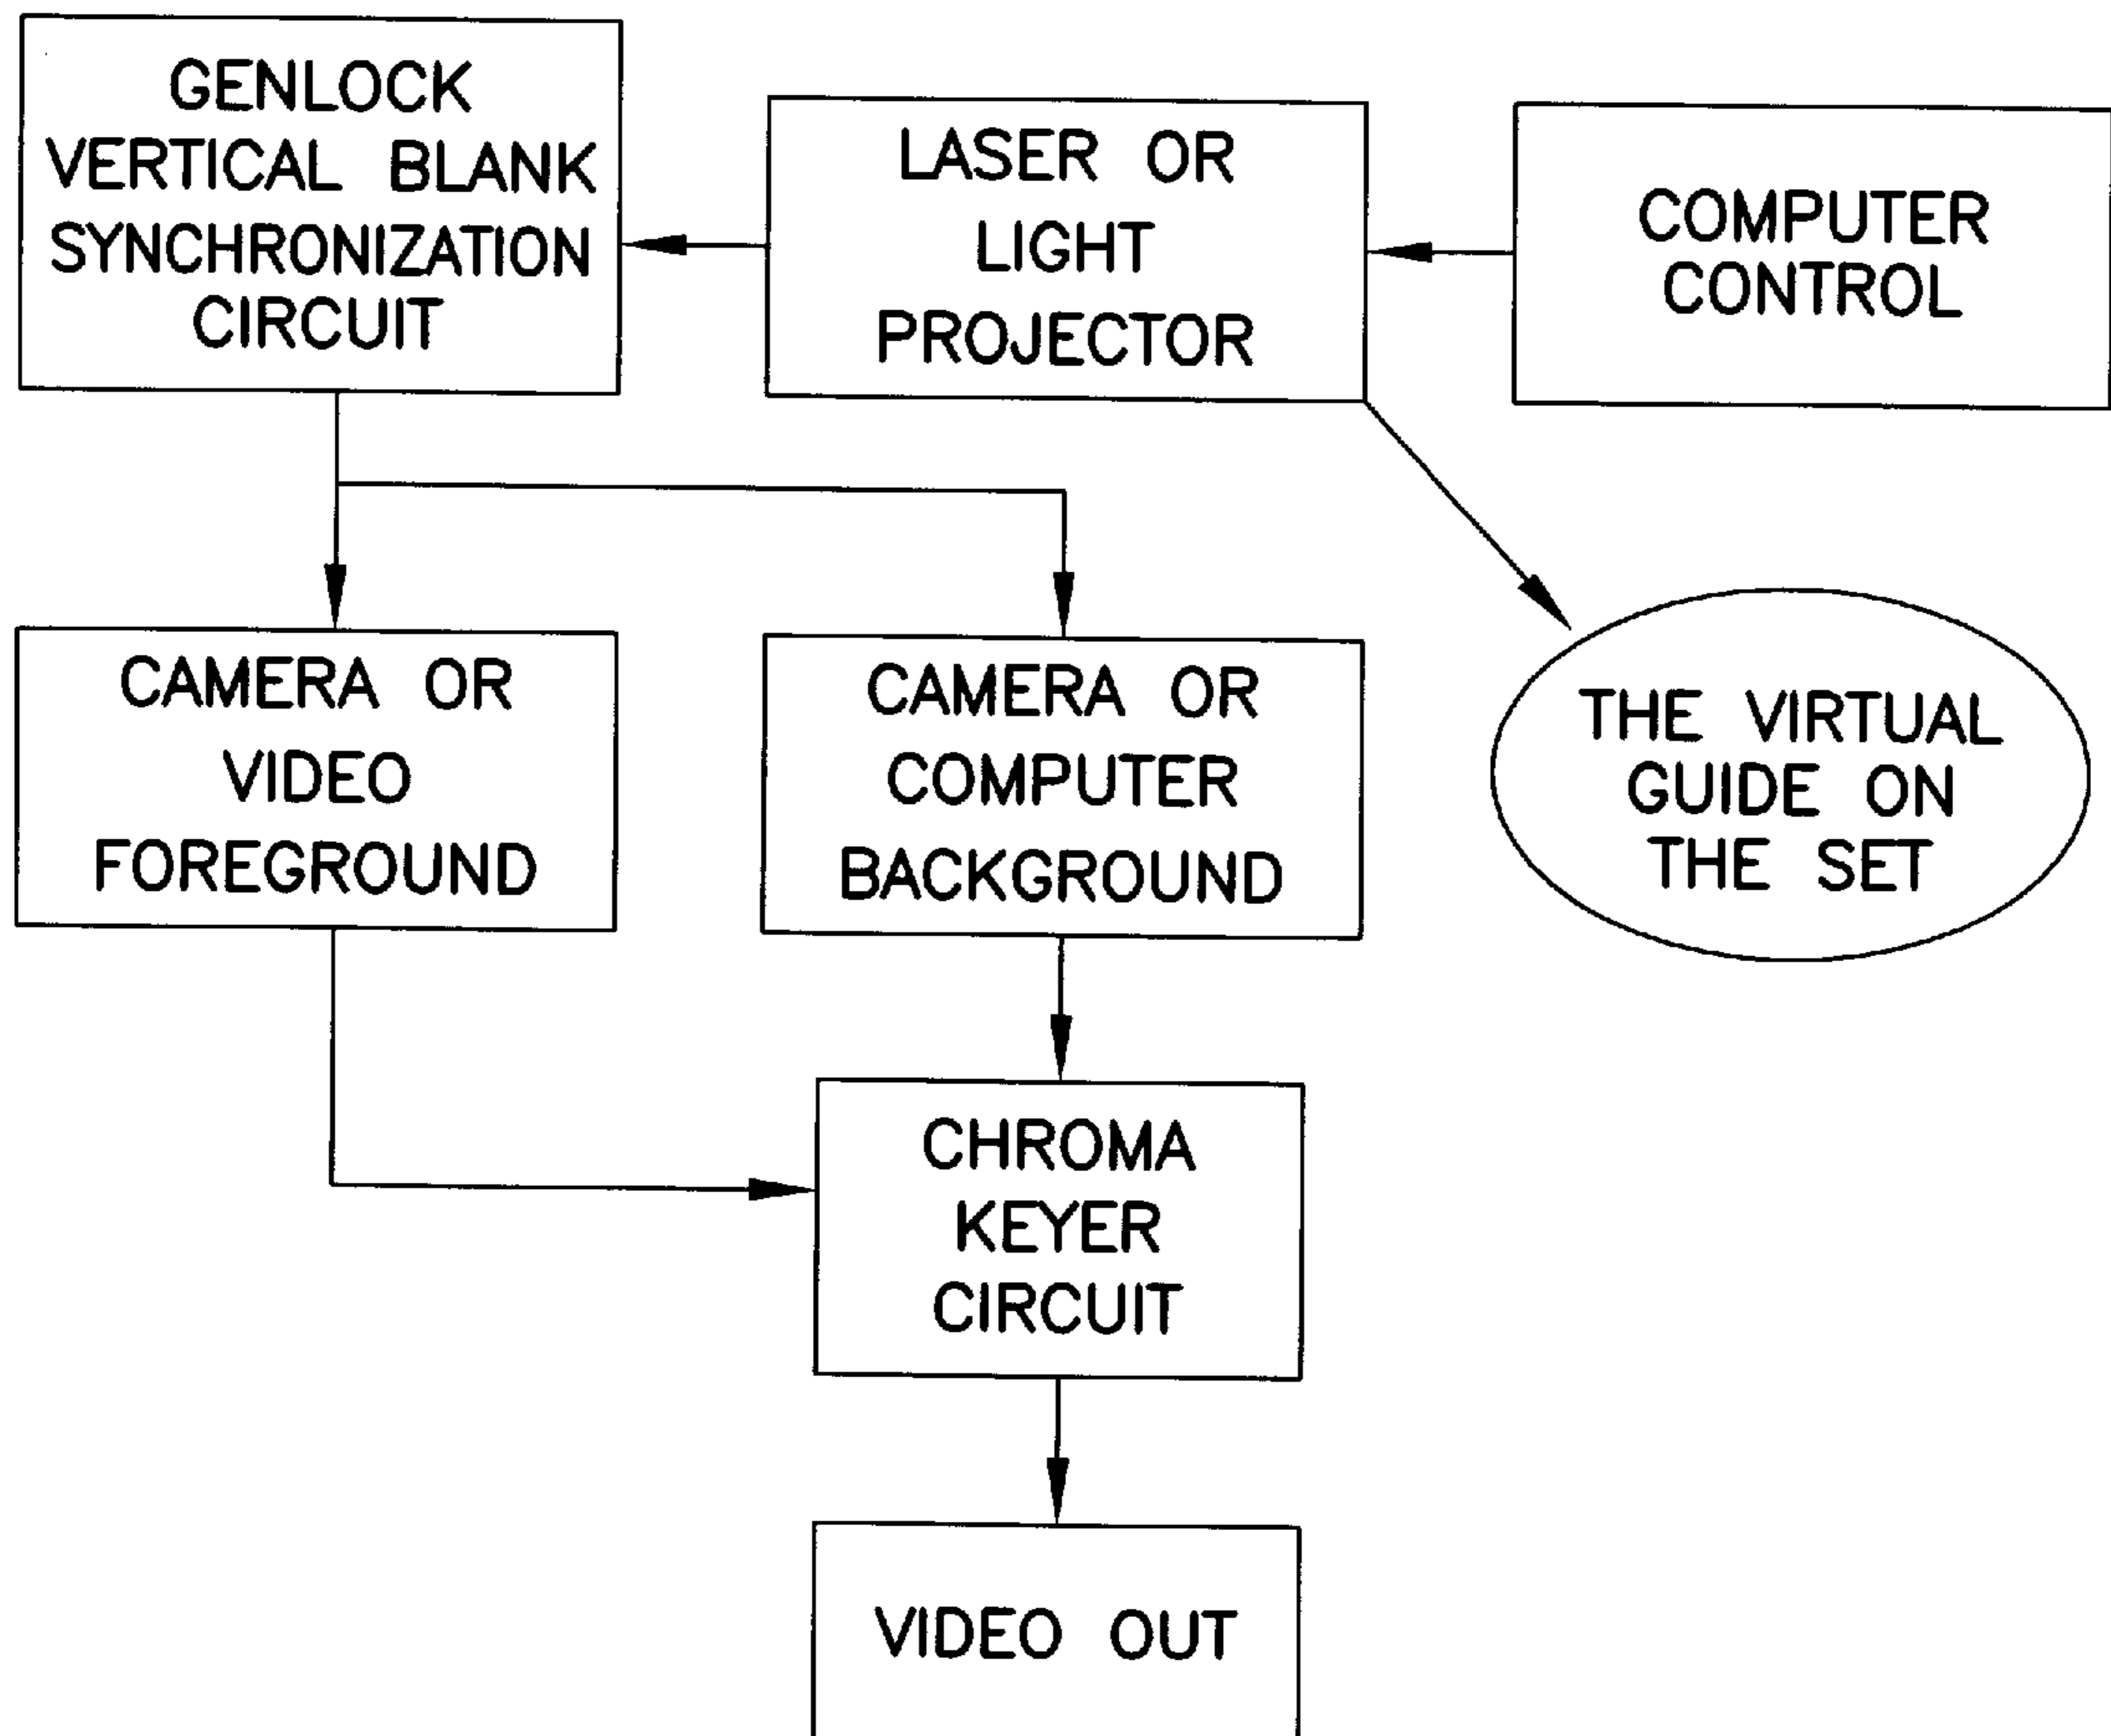 GENLOCK
VERTICAL BLANK
SYNCHRONIZATION
CIRCUIT
LASER OR
LIGHT
PROJECTOR
COMPUTER
CONTROL
CAMERA OR
VIDEO
FOREGROUND
CAMERA OR
COMPUTER
BACKGROUND
THE VIRTUAL
GUIDE ON
THE SET
CHROMA
KEYER
CIRCUIT
VIDEO OUT